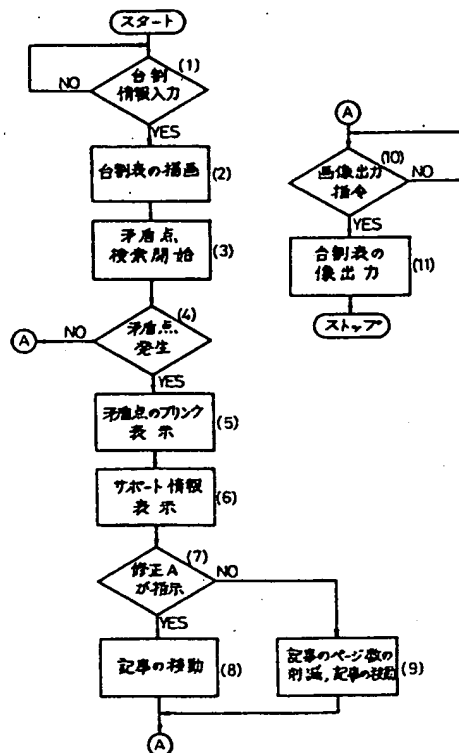 スタート
(1)
台割
情報入力
NO
YES
台割表の描画
(2)
矛盾点
検索開始
(3)
(4)
矛盾点
発生
NO
A
YES
矛盾点のブリンク
表示
(5)
サポート情報
表示
(6)
(7)
修正A
が指示
NO
YES
記事の移動
(8)
記事のページ数の
削減,記事の移動
(9)
A
A
(10)
画像出力
指令
NO
YES
台割表の
像出力
(11)
ストップ